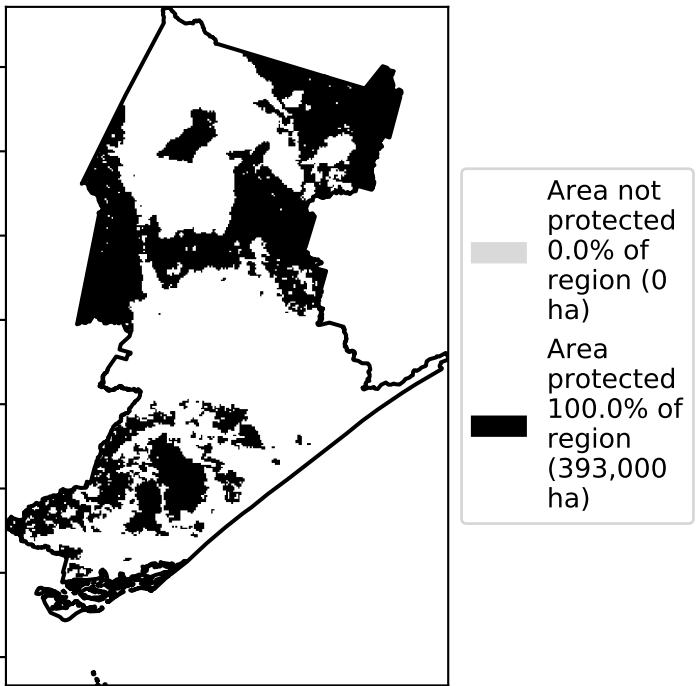 Area not
protected
0.0% of
region (0
ha)
Area
protected
100.0% of
region
(393,000
ha)